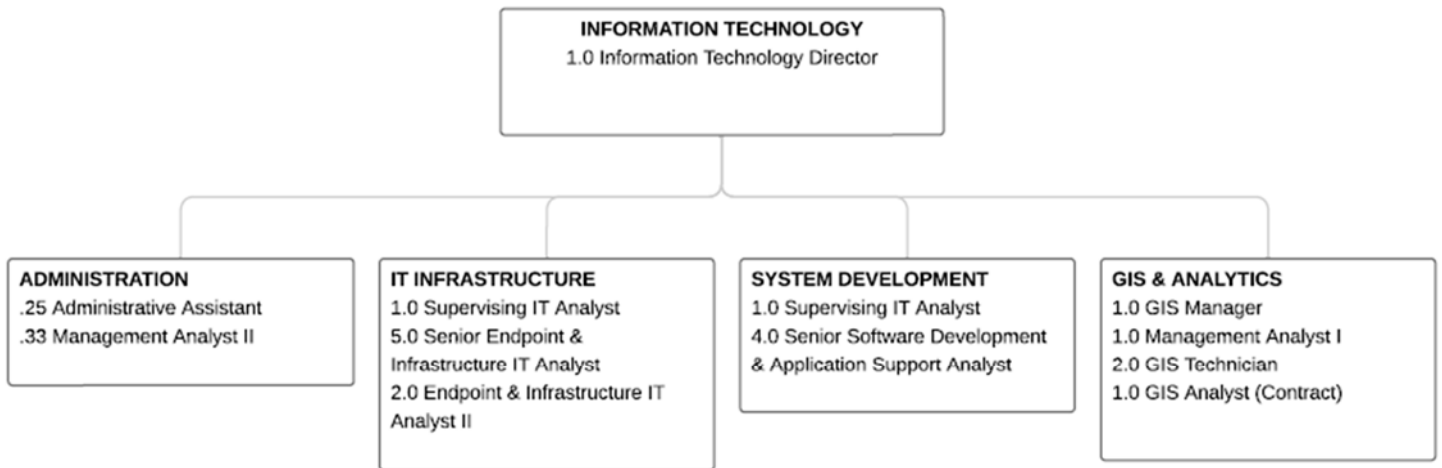 INFORMATION TECHNOLOGY
1.0 Information Technology Director
ADMINISTRATION
.25 Administrative Assistant
.33 Management Analyst II
IT INFRASTRUCTURE
1.0 Supervising IT Analyst
5.0 Senior Endpoint &
Infrastructure IT Analyst
2.0 Endpoint & Infrastructure IT
Analyst II
SYSTEM DEVELOPMENT
1.0 Supervising IT Analyst
4.0 Senior Software Development
& Application Support Analyst
GIS & ANALYTICS
1.0 GIS Manager
1.0 Management Analyst I
2.0 GIS Technician
1.0 GIS Analyst (Contract)